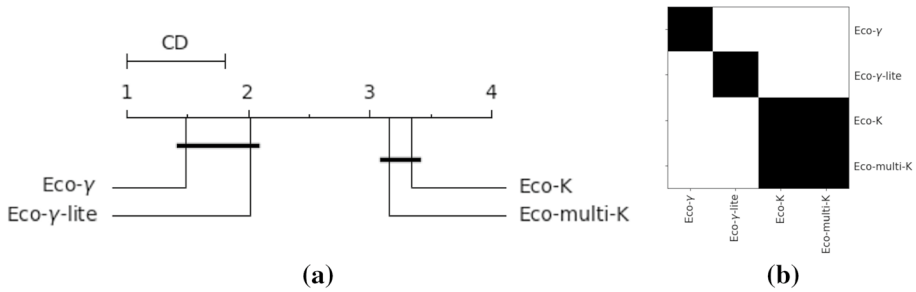 CD
1 2 3 4
Eco-γ
Eco-γ-lite
Eco-K
Eco-multi-K
(a)
Eco-γ
Eco-γ-lite
Eco-K
Eco-multi-K
Eco-γ
Eco-γ-lite
Eco-K
Eco-multi-K
(b)